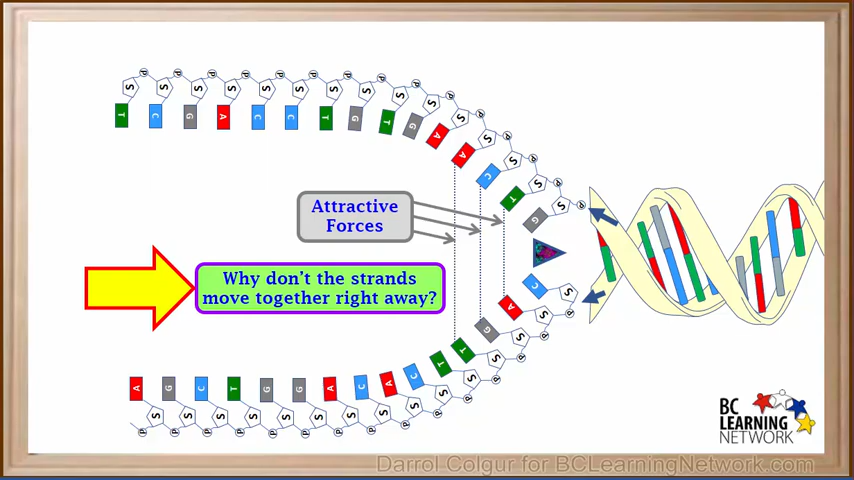 P P P P P P P P P P P P P P
S S S S S S S S S S S S S
T C G A C C T G T G A A C T G
Attractive
Forces
Why don't the strands
move together right away?
A G C T G G A C A C T T G A C
S S S S S S S S S S S S S
P P P P P P P P P P P P P
BC
LEARNING
NETWORK
Darrol Colgur for BCLearningNetwork.com